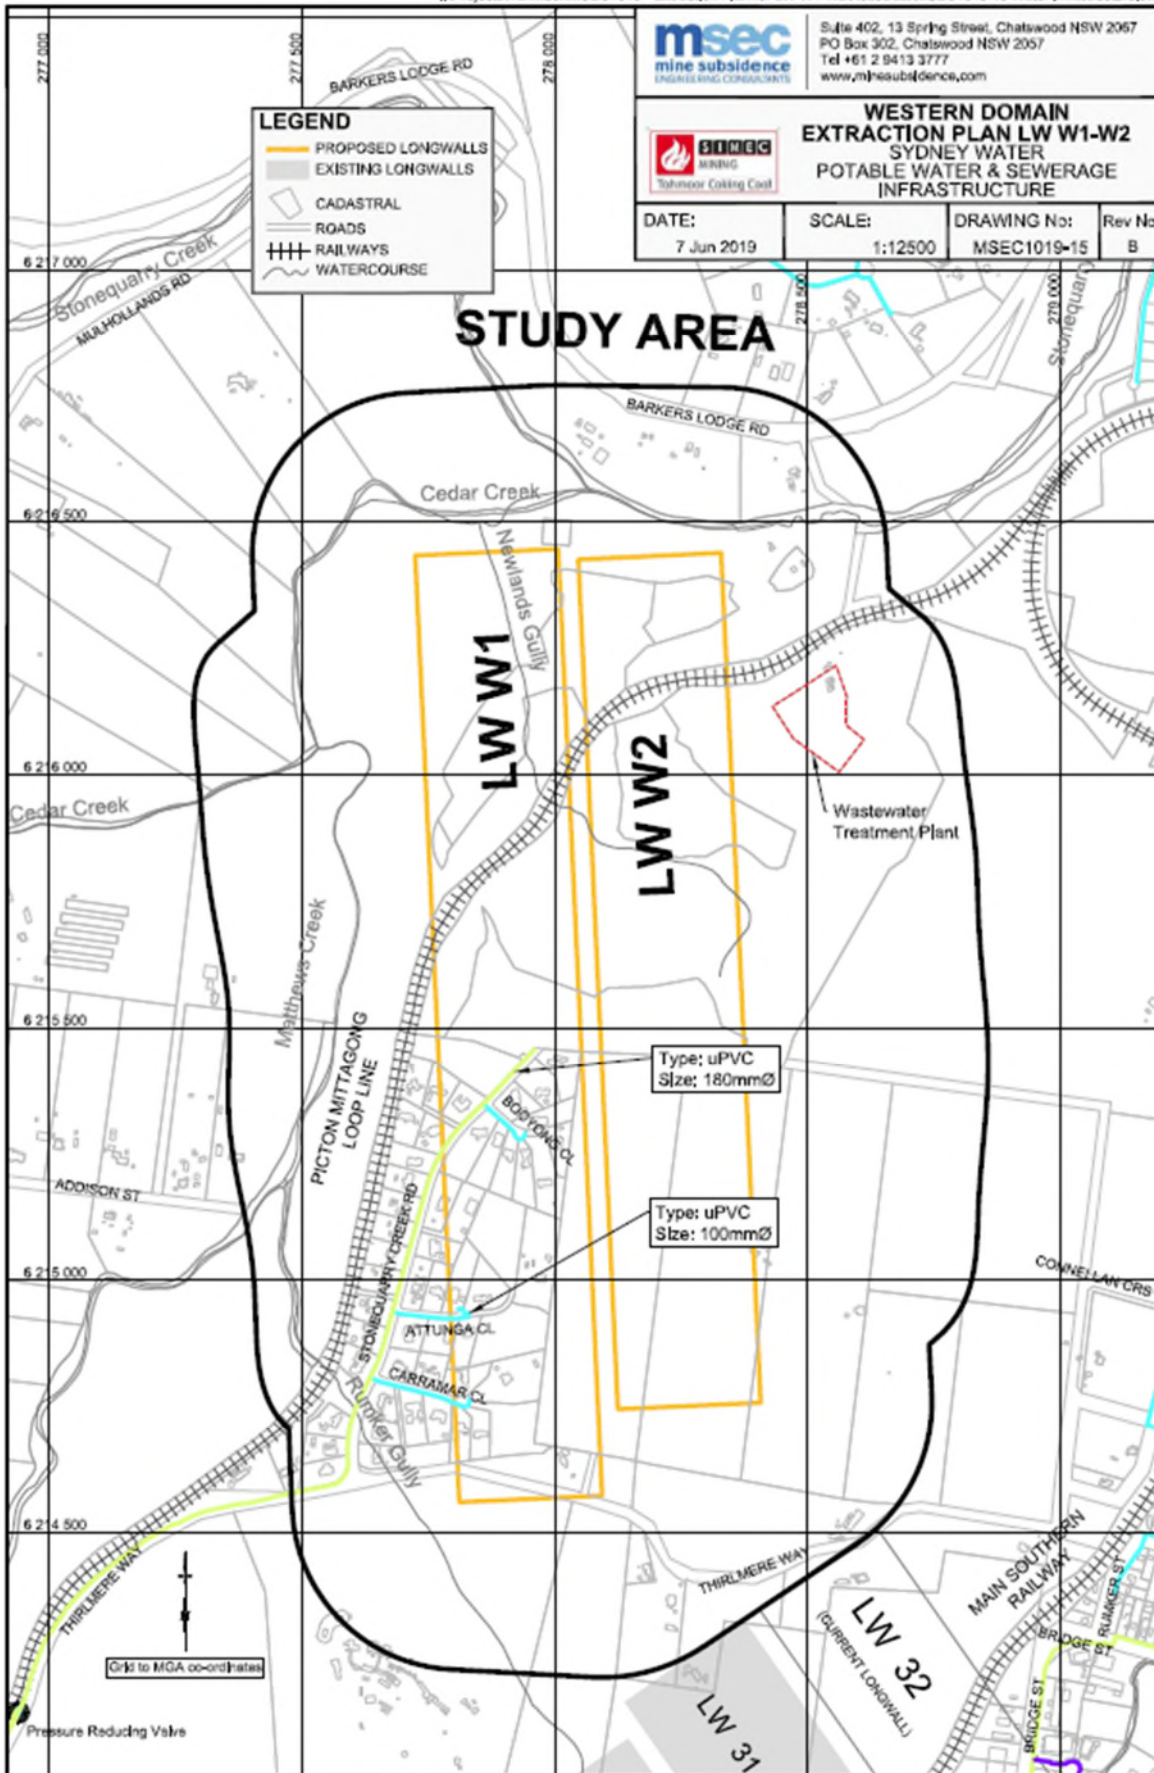 msec
mine subsidence
ENGINEERING CONSULTANTS
Suite 402, 13 Spring Street, Chatswood NSW 2067
PO Box 302, Chatswood NSW 2057
Tel +61 2 9413 3777
www.minesubsidence.com
SIMEC
MINING
Tahmoor Coking Coal
WESTERN DOMAIN
EXTRACTION PLAN LW W1-W2
SYDNEY WATER
POTABLE WATER & SEWERAGE
INFRASTRUCTURE
DATE:
7 Jun 2019
SCALE:
1:12500
DRAWING No:
MSEC1019-15
Rev No
B
277 000
277 500
278 000
278 500
279 000
BARKERS LODGE RD
LEGEND
PROPOSED LONGWALLS
EXISTING LONGWALLS
CADASTRAL
ROADS
RAILWAYS
WATERCOURSE
Stonequarry Creek
MULHOLLANDS RD
6 217 000
Stonequarry
STUDY AREA
BARKERS LODGE RD
Cedar Creek
6 216 500
Newlands Gully
LW W1
LW W2
6 216 000
Cedar Creek
Wastewater
Treatment Plant
Matthews Creek
6 215 500
PICTON MITTAGONG
LOOP LINE
Type: uPVC
Size: 180mmØ
BOOYONG CL
ADDISON ST
STONEQUARRY CREEK RD
Type: uPVC
Size: 100mmØ
6 215 000
CONNELLAN CRS
ATTUNGA CL
CARRAMAR CL
Rumker Gully
6 214 500
THIRLMERE WAY
THIRLMERE WAY
MAIN SOUTHERN
RAILWAY
RUMKER ST
BRIDGE ST
BRIDGE ST
LW 32
(CURRENT LONGWALL)
LW 31
Grid to MGA co-ordinates
Pressure Reducing Valve